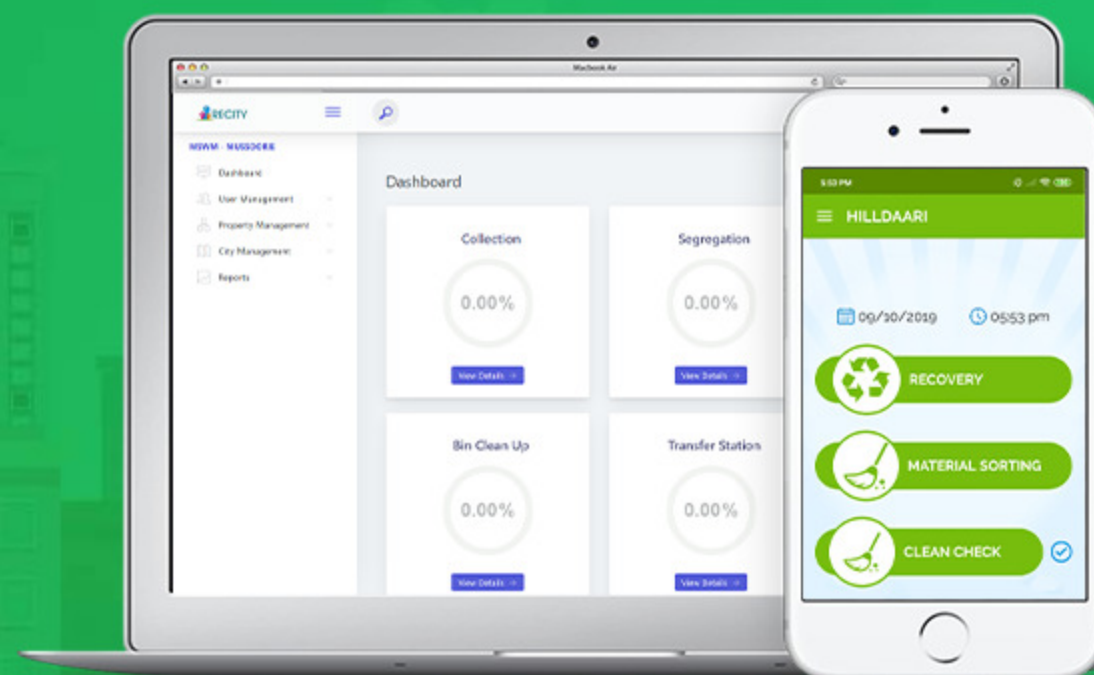 Macbook Air
RECITY
MSWM - MUSSOORIE
Dashboard
User Management
Property Management
City Management
Reports
Dashboard
Collection
0.00%
View Details →
Segregation
0.00%
View Details →
Bin Clean Up
0.00%
View Details →
Transfer Station
0.00%
View Details →
5:53 PM
HILLDAARI
09/10/2019
05:53 pm
RECOVERY
MATERIAL SORTING
CLEAN CHECK